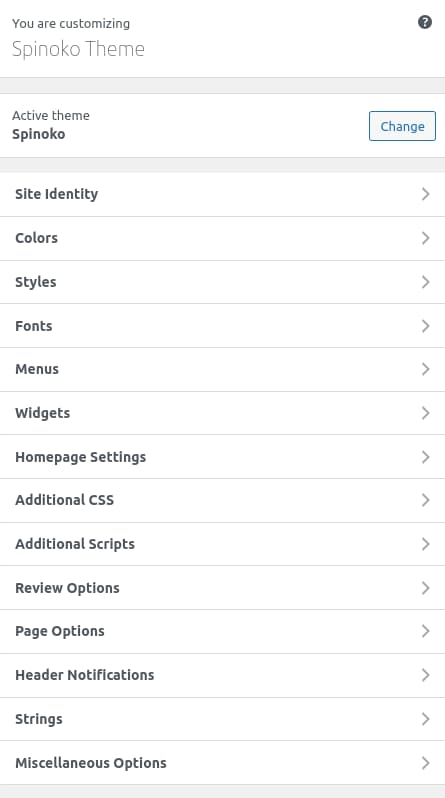 You are customizing
Spinoko Theme
Active theme
Spinoko
Change
Site Identity
Colors
Styles
Fonts
Menus
Widgets
Homepage Settings
Additional CSS
Additional Scripts
Review Options
Page Options
Header Notifications
Strings
Miscellaneous Options